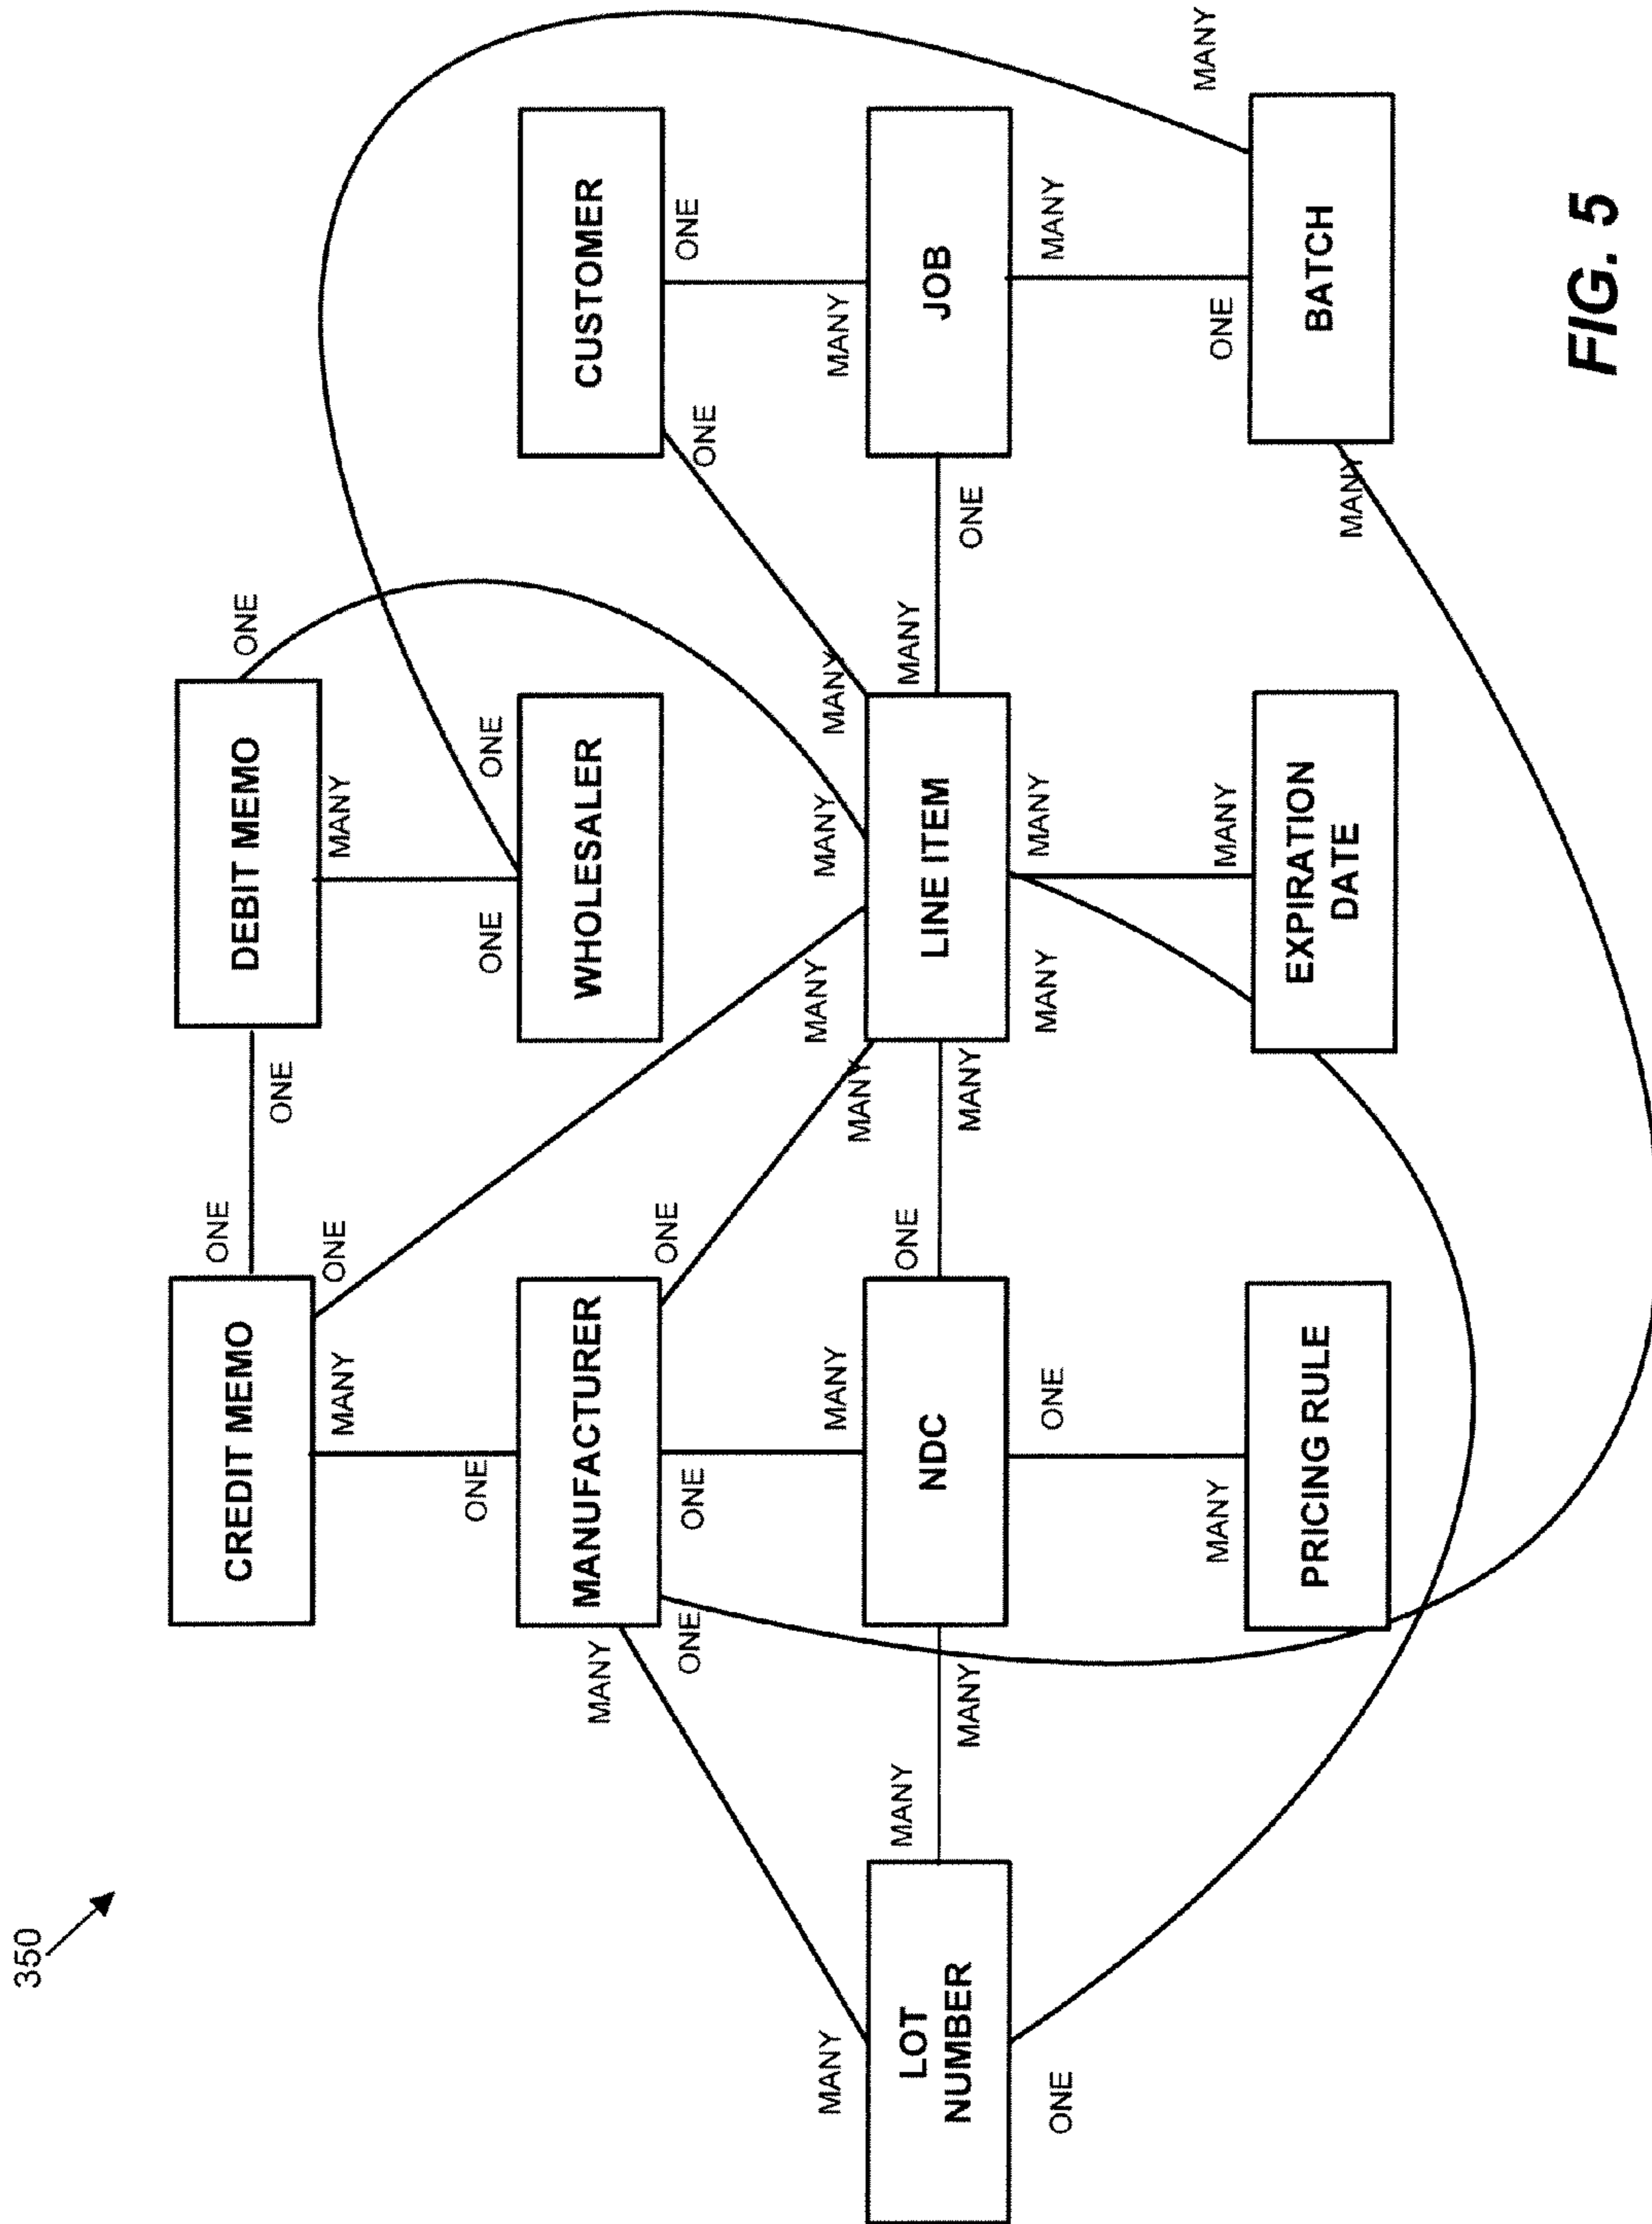 350
ONE
CREDIT MEMO
DEBIT MEMO
ONE
ONE
MANY
ONE
MANY
ONE
ONE
ONE
MANUFACTURER
WHOLESALER
CUSTOMER
MANY
ONE
ONE
ONE
ONE
ONE
MANY
MANY
MANY
MANY
MANY
MANY
MANY
MANY
ONE
MANY
LOT
NUMBER
NDC
LINE ITEM
JOB
MANY
MANY
ONE
ONE
ONE
MANY
MANY
MANY
MANY
MANY
ONE
MANY
PRICING RULE
EXPIRATION
DATE
BATCH
MANY
FIG. 5